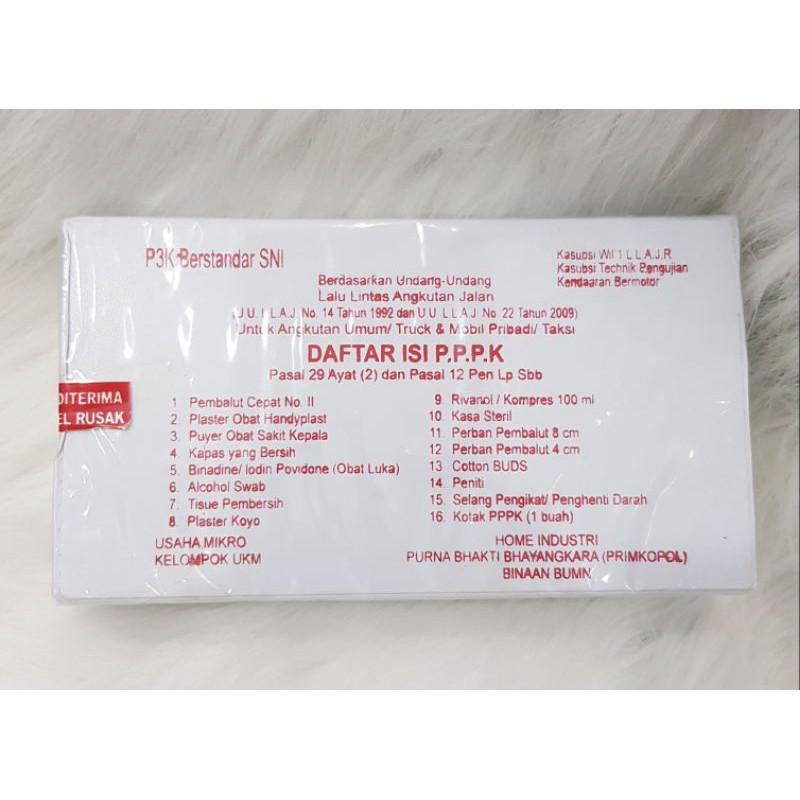 P3K Berstandar SNI
Kasubsi Wil 1 L L.A.J.R
Kasubsi Technik Pengujian
Kendaaran Bermotor
Berdasarkan Undang-Undang
Lalu Lintas Angkutan Jalan
(U U. L.L.A.J. No. 14 Tahun 1992 dan U U. L L.A J No 22 Tahun 2009)
Untuk Angkutan Umum/ Truck & Mobil Pribadi/ Taksi
DAFTAR ISI P.P.P.K
Pasal 29 Ayat (2) dan Pasal 12 Pen Lp Sbb
DITERIMA
EL RUSAK
1 Pembalut Cepat No. II
2. Plaster Obat Handyplast
3. Puyer Obat Sakit Kepala
4. Kapas yang Bersih
5. Binadine/ Iodin Povidone (Obat Luka)
6. Alcohol Swab
7. Tisue Pembersih
8. Plaster Koyo
9. Rivanol / Kompres 100 ml
10. Kasa Steril
11. Perban Pembalut 8 cm
12 Perban Pembalut 4 cm
13 Cotton BUDS
14. Peniti
15. Selang Pengikat/ Penghenti Darah
16. Kotak PPPK (1 buah)
USAHA MIKRO
KELOMPOK UKM
HOME INDUSTRI
PURNA BHAKTI BHAYANGKARA (PRIMKOPOL)
BINAAN BUMN